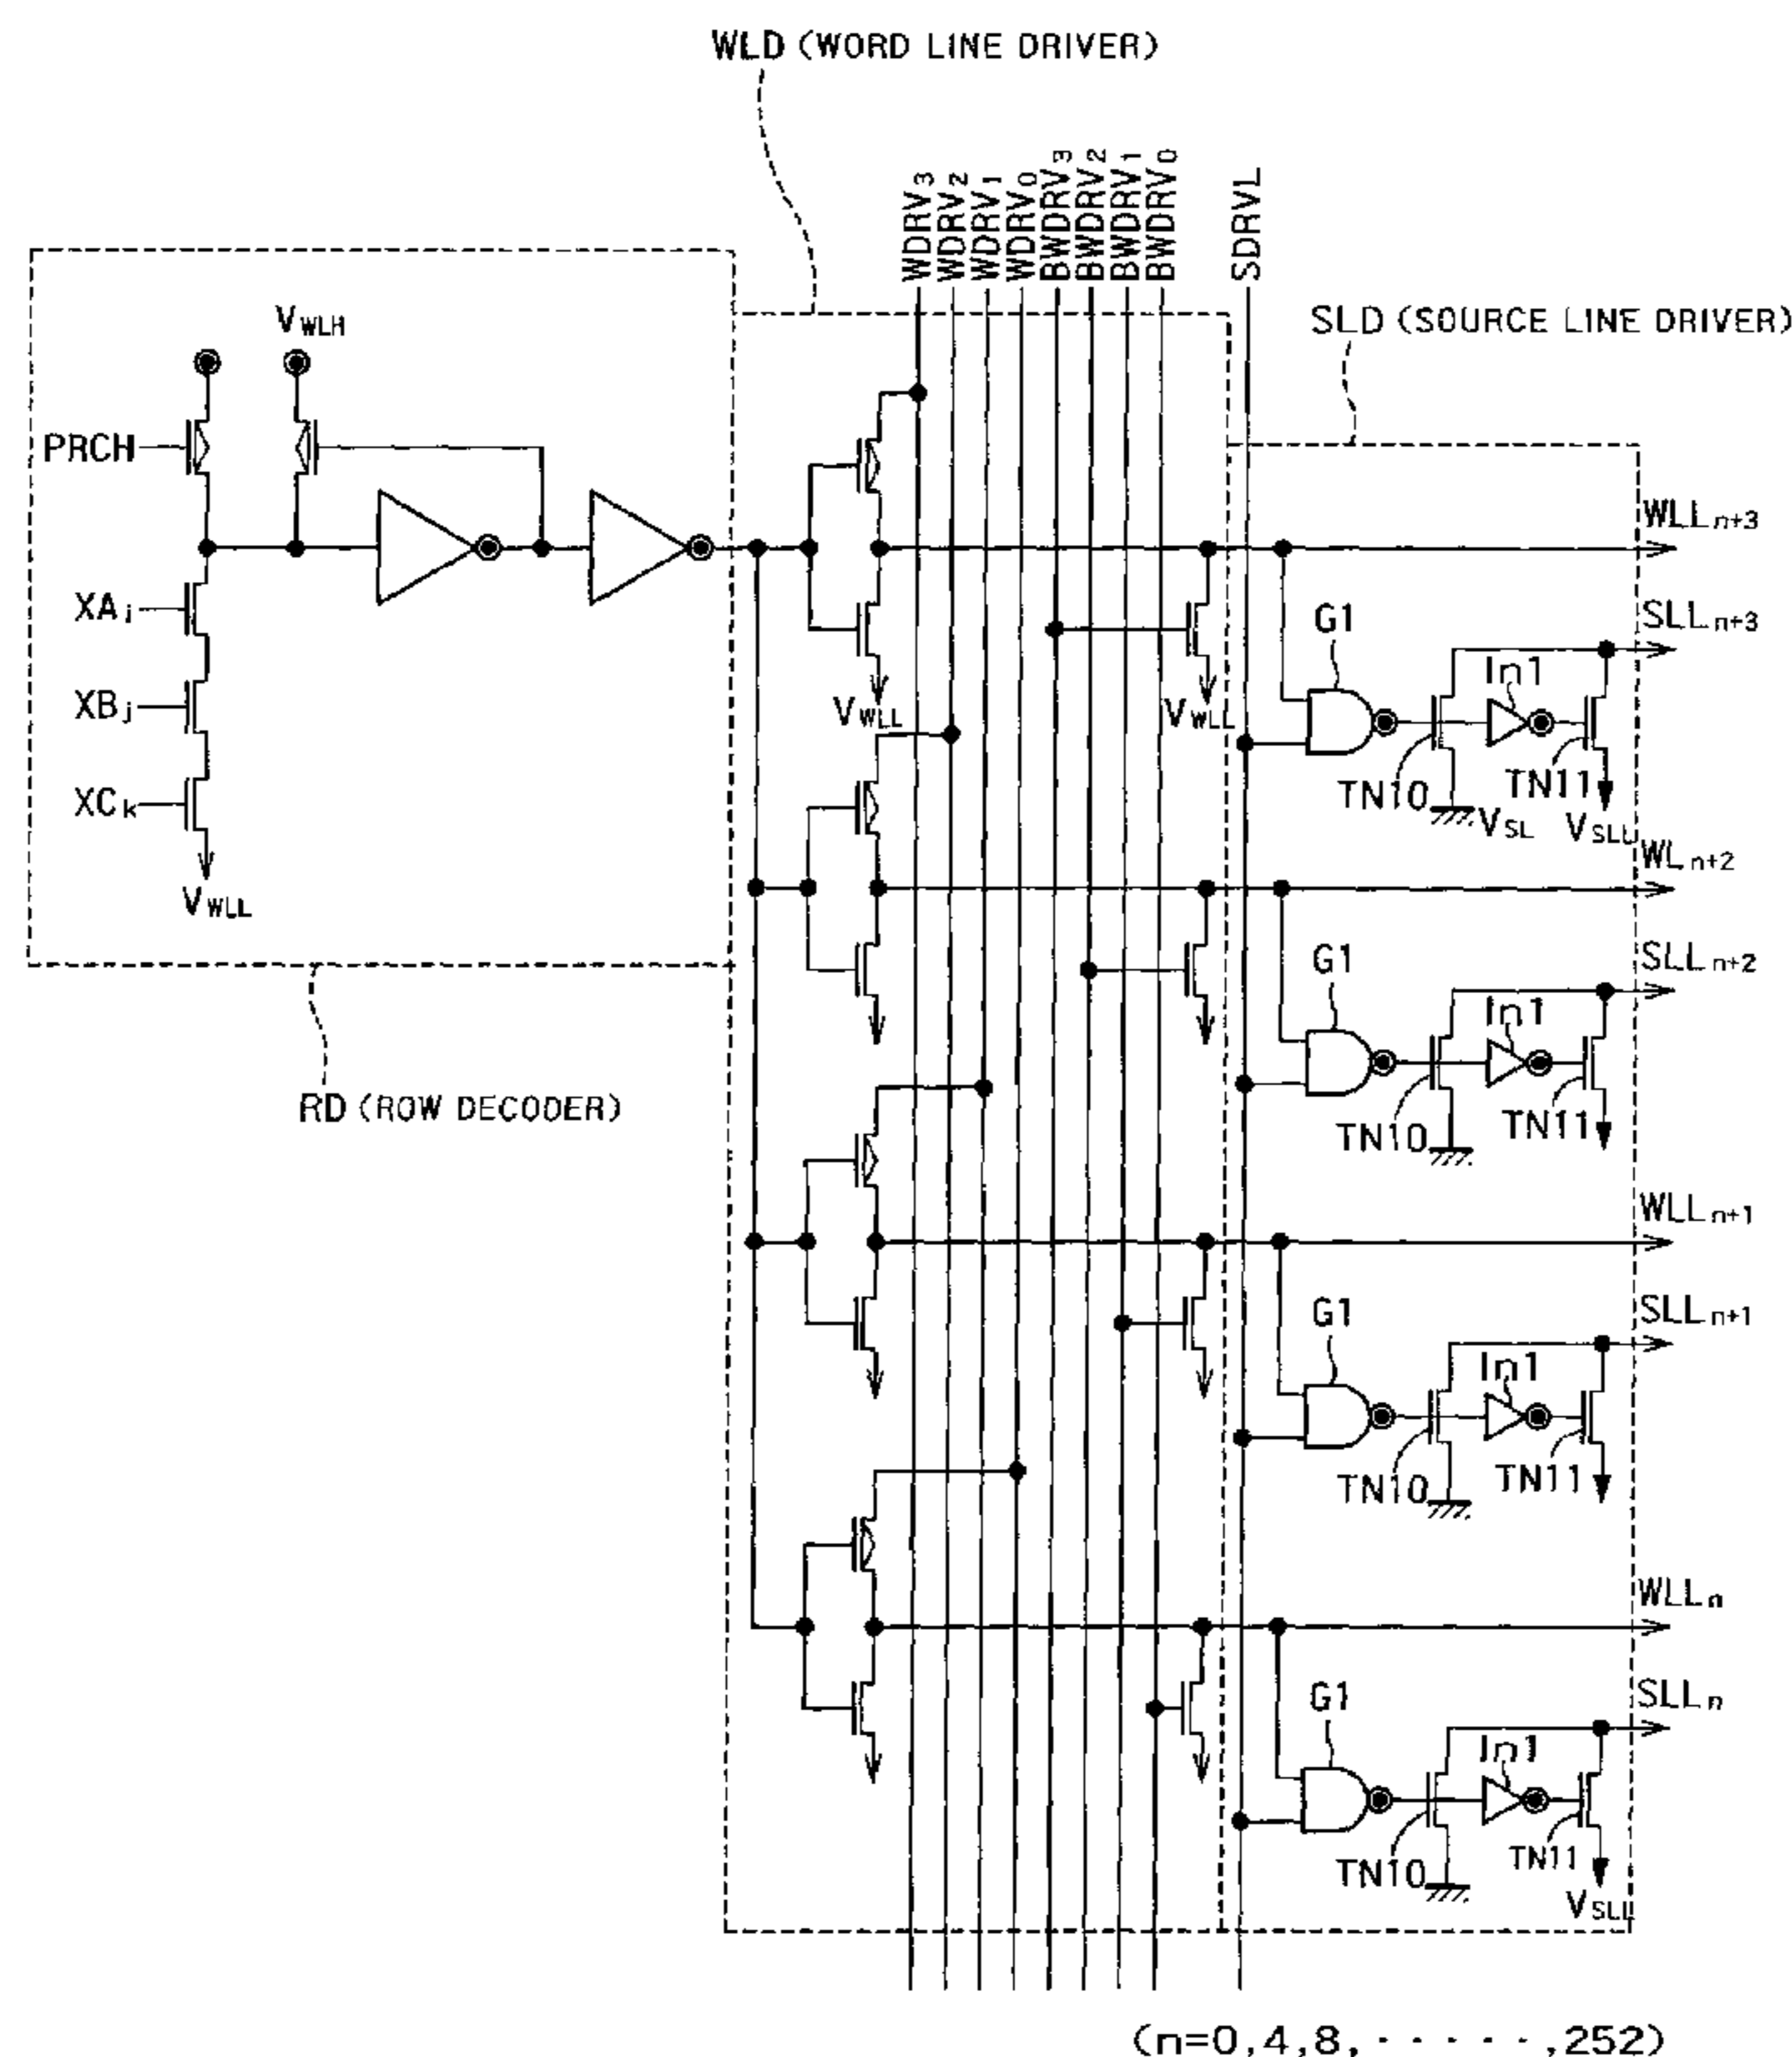 WLD (WORD LINE DRIVER)
WDRV3
WDRV2
WDRV1
WDRV0
BWDRV3
BWDRV2
BWDRV1
BWDRV0
SDRVL
SLD (SOURCE LINE DRIVER)
VWLH
PRCH
XAi
XBj
XCk
VWLL
RD (ROW DECODER)
VWLL
VWLL
WLLn+3
SLLn+3
G1
In1
TN10
TN11
VSL
VSLL
WLn+2
SLLn+2
G1
In1
TN10
TN11
WLLn+1
SLLn+1
G1
In1
TN10
TN11
WLLn
SLLn
G1
In1
TN10
TN11
VSLL
(n=0,4,8, · · · · · ,252)